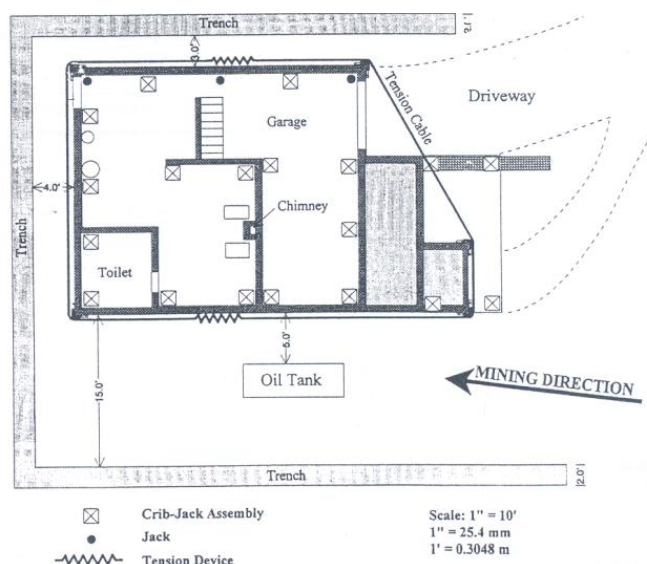 Trench
2.0'
3.0'
Tension Cable
Driveway
Garage
4.0'
Chimney
Trench
Toilet
5.0'
Oil Tank
MINING DIRECTION
15.0'
Trench
2.0'
Crib-Jack Assembly
Jack
Tension Device
Scale: 1" = 10'
1" = 25.4 mm
1' = 0.3048 m